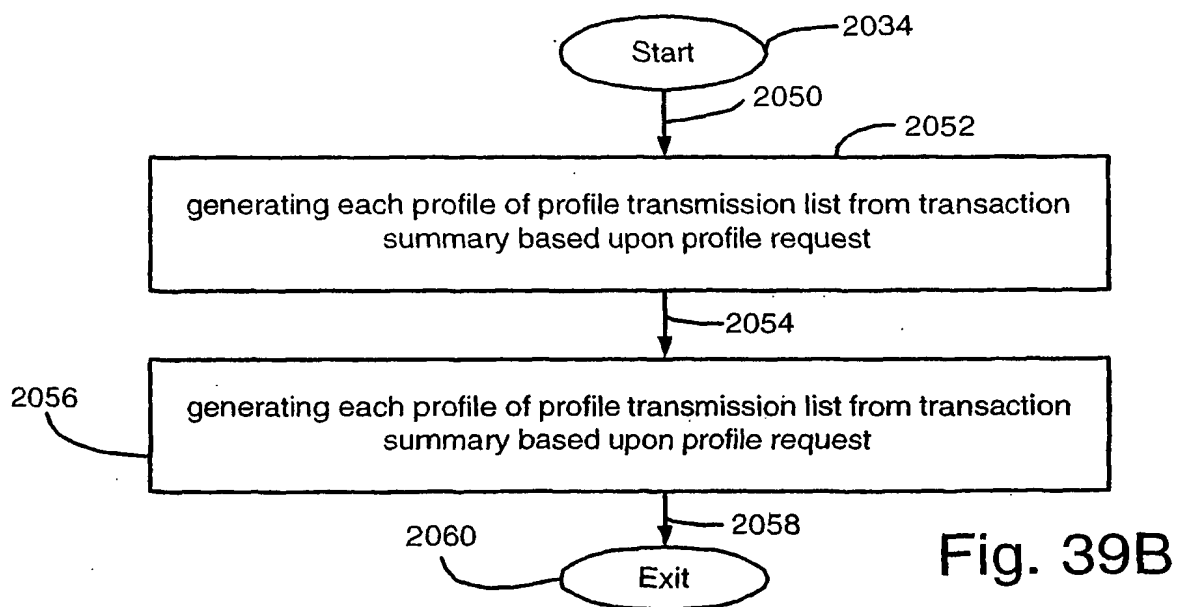 Start
2034
2050
2052
generating each profile of profile transmission list from transaction
summary based upon profile request
2054
2056
generating each profile of profile transmission list from transaction
summary based upon profile request
2058
2060
Exit
Fig. 39B